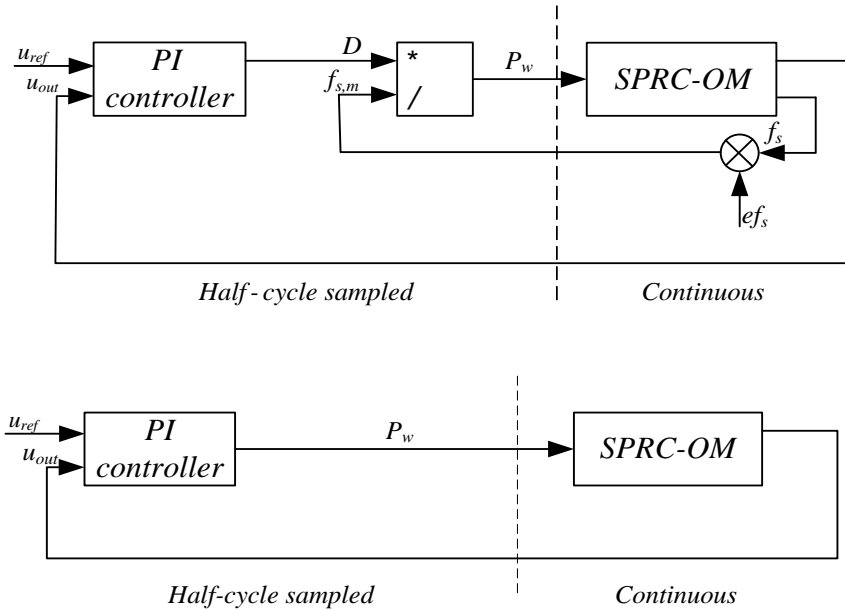 u_ref
u_out
PI
controller
D
f_s,m
*
/
P_w
SPRC-OM
f_s
ef_s
Half-cycle sampled
Continuous
u_ref
u_out
PI
controller
P_w
SPRC-OM
Half-cycle sampled
Continuous